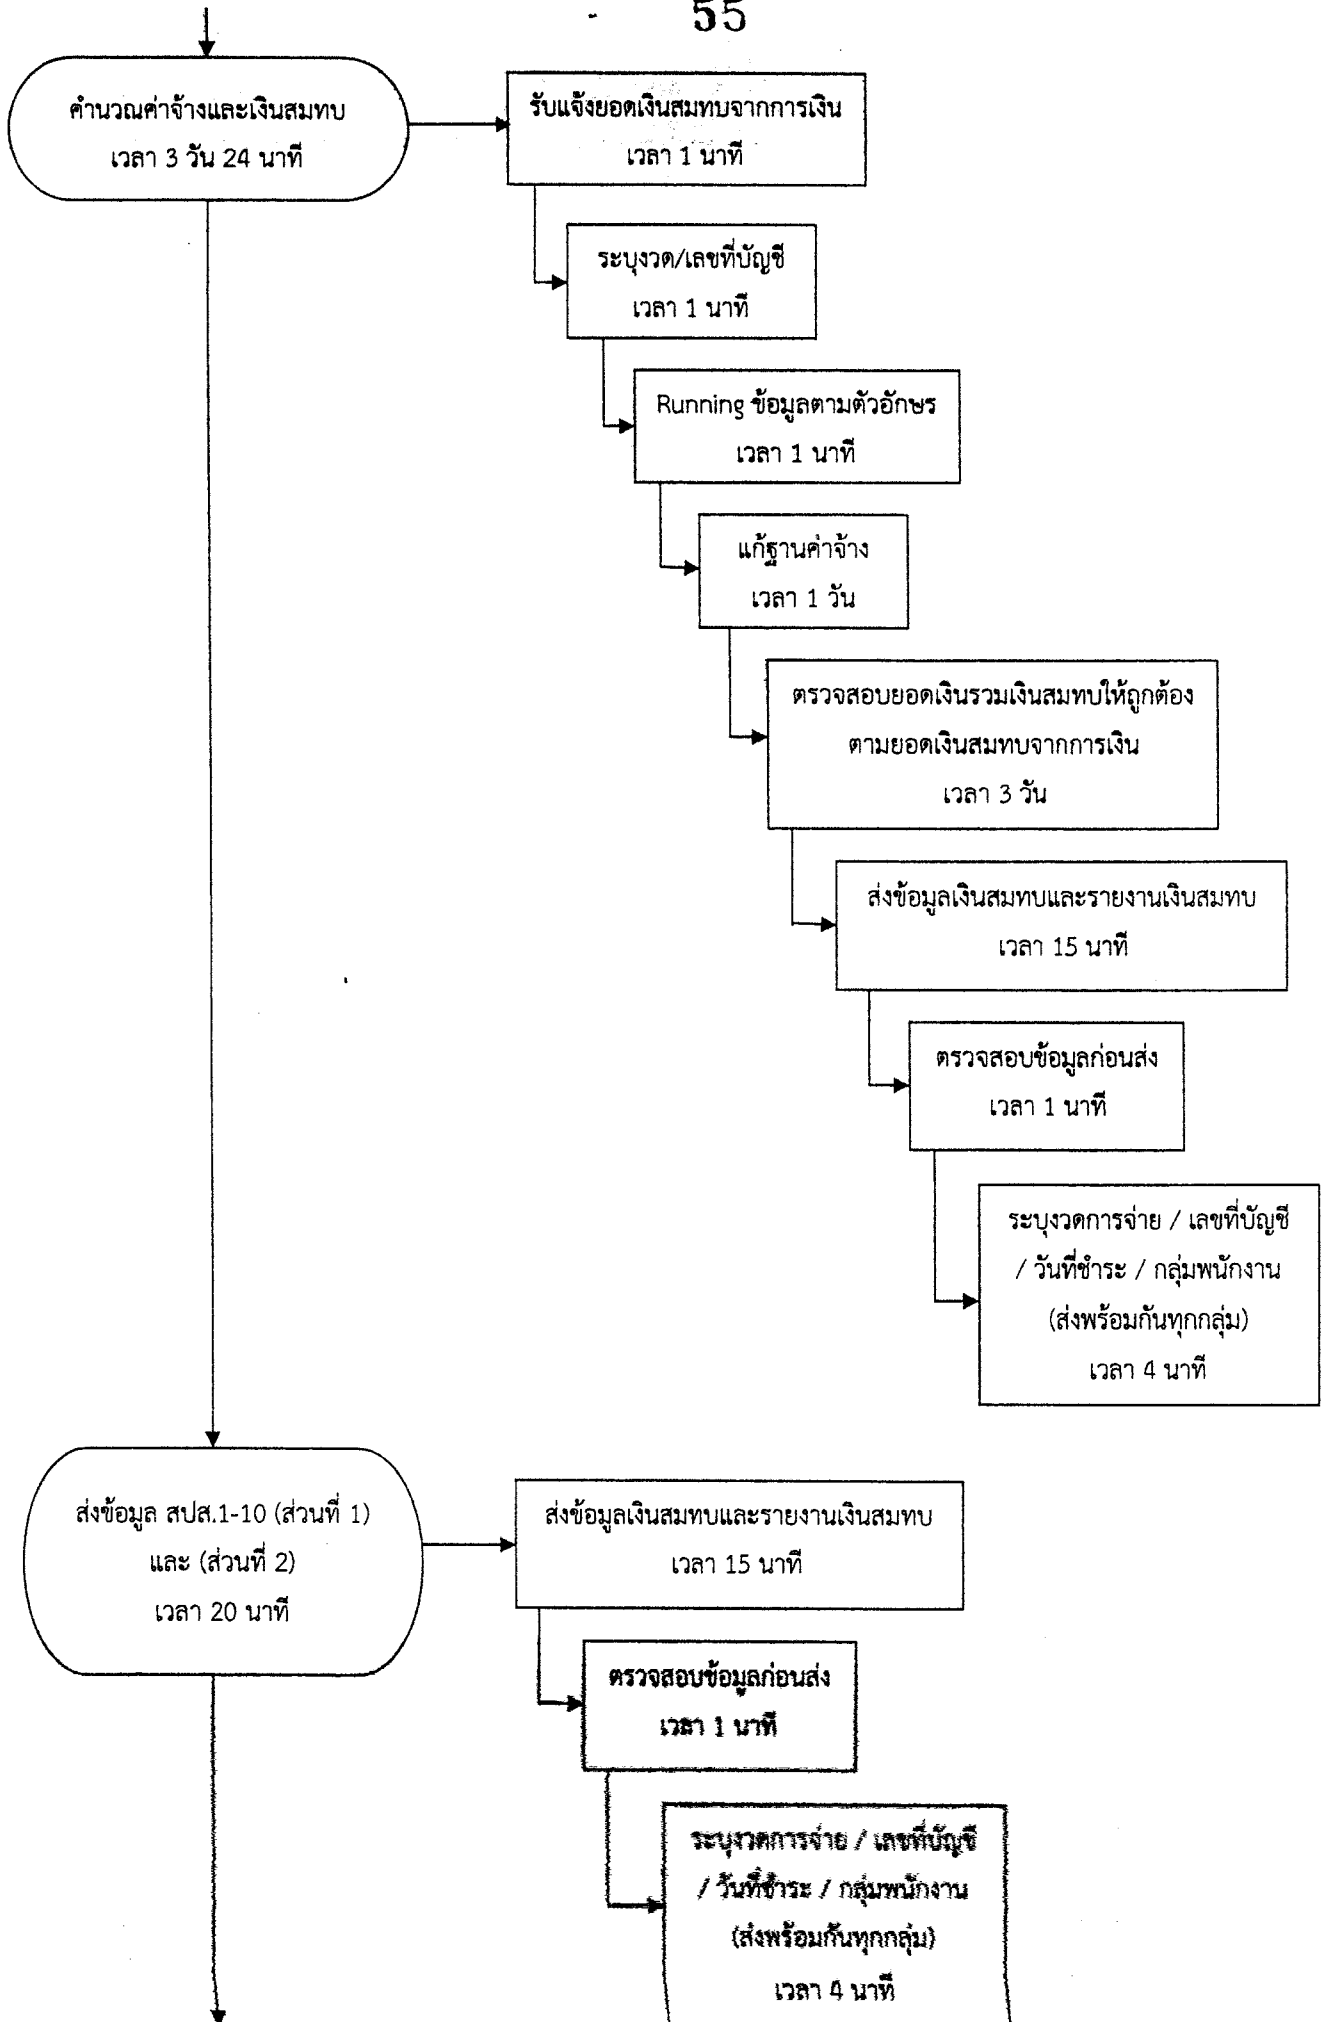 55
คำนวณค่าจ้างและเงินสมทบ
เวลา 3 วัน 24 นาที
รับแจ้งยอดเงินสมทบจากการเงิน
เวลา 1 นาที
ระบุงวด/เลขที่บัญชี
เวลา 1 นาที
Running ข้อมูลตามตัวอักษร
เวลา 1 นาที
แก้ฐานค่าจ้าง
เวลา 1 วัน
ตรวจสอบยอดเงินรวมเงินสมทบให้ถูกต้อง
ตามยอดเงินสมทบจากการเงิน
เวลา 3 วัน
ส่งข้อมูลเงินสมทบและรายงานเงินสมทบ
เวลา 15 นาที
ตรวจสอบข้อมูลก่อนส่ง
เวลา 1 นาที
ระบุงวดการจ่าย / เลขที่บัญชี
/ วันที่ชำระ / กลุ่มพนักงาน
(ส่งพร้อมกันทุกกลุ่ม)
เวลา 4 นาที
ส่งข้อมูล สปส.1-10 (ส่วนที่ 1)
และ (ส่วนที่ 2)
เวลา 20 นาที
ส่งข้อมูลเงินสมทบและรายงานเงินสมทบ
เวลา 15 นาที
ตรวจสอบข้อมูลก่อนส่ง
เวลา 1 นาที
ระบุงวดการจ่าย / เลขที่บัญชี
/ วันที่ชำระ / กลุ่มพนักงาน
(ส่งพร้อมกันทุกกลุ่ม)
เวลา 4 นาที